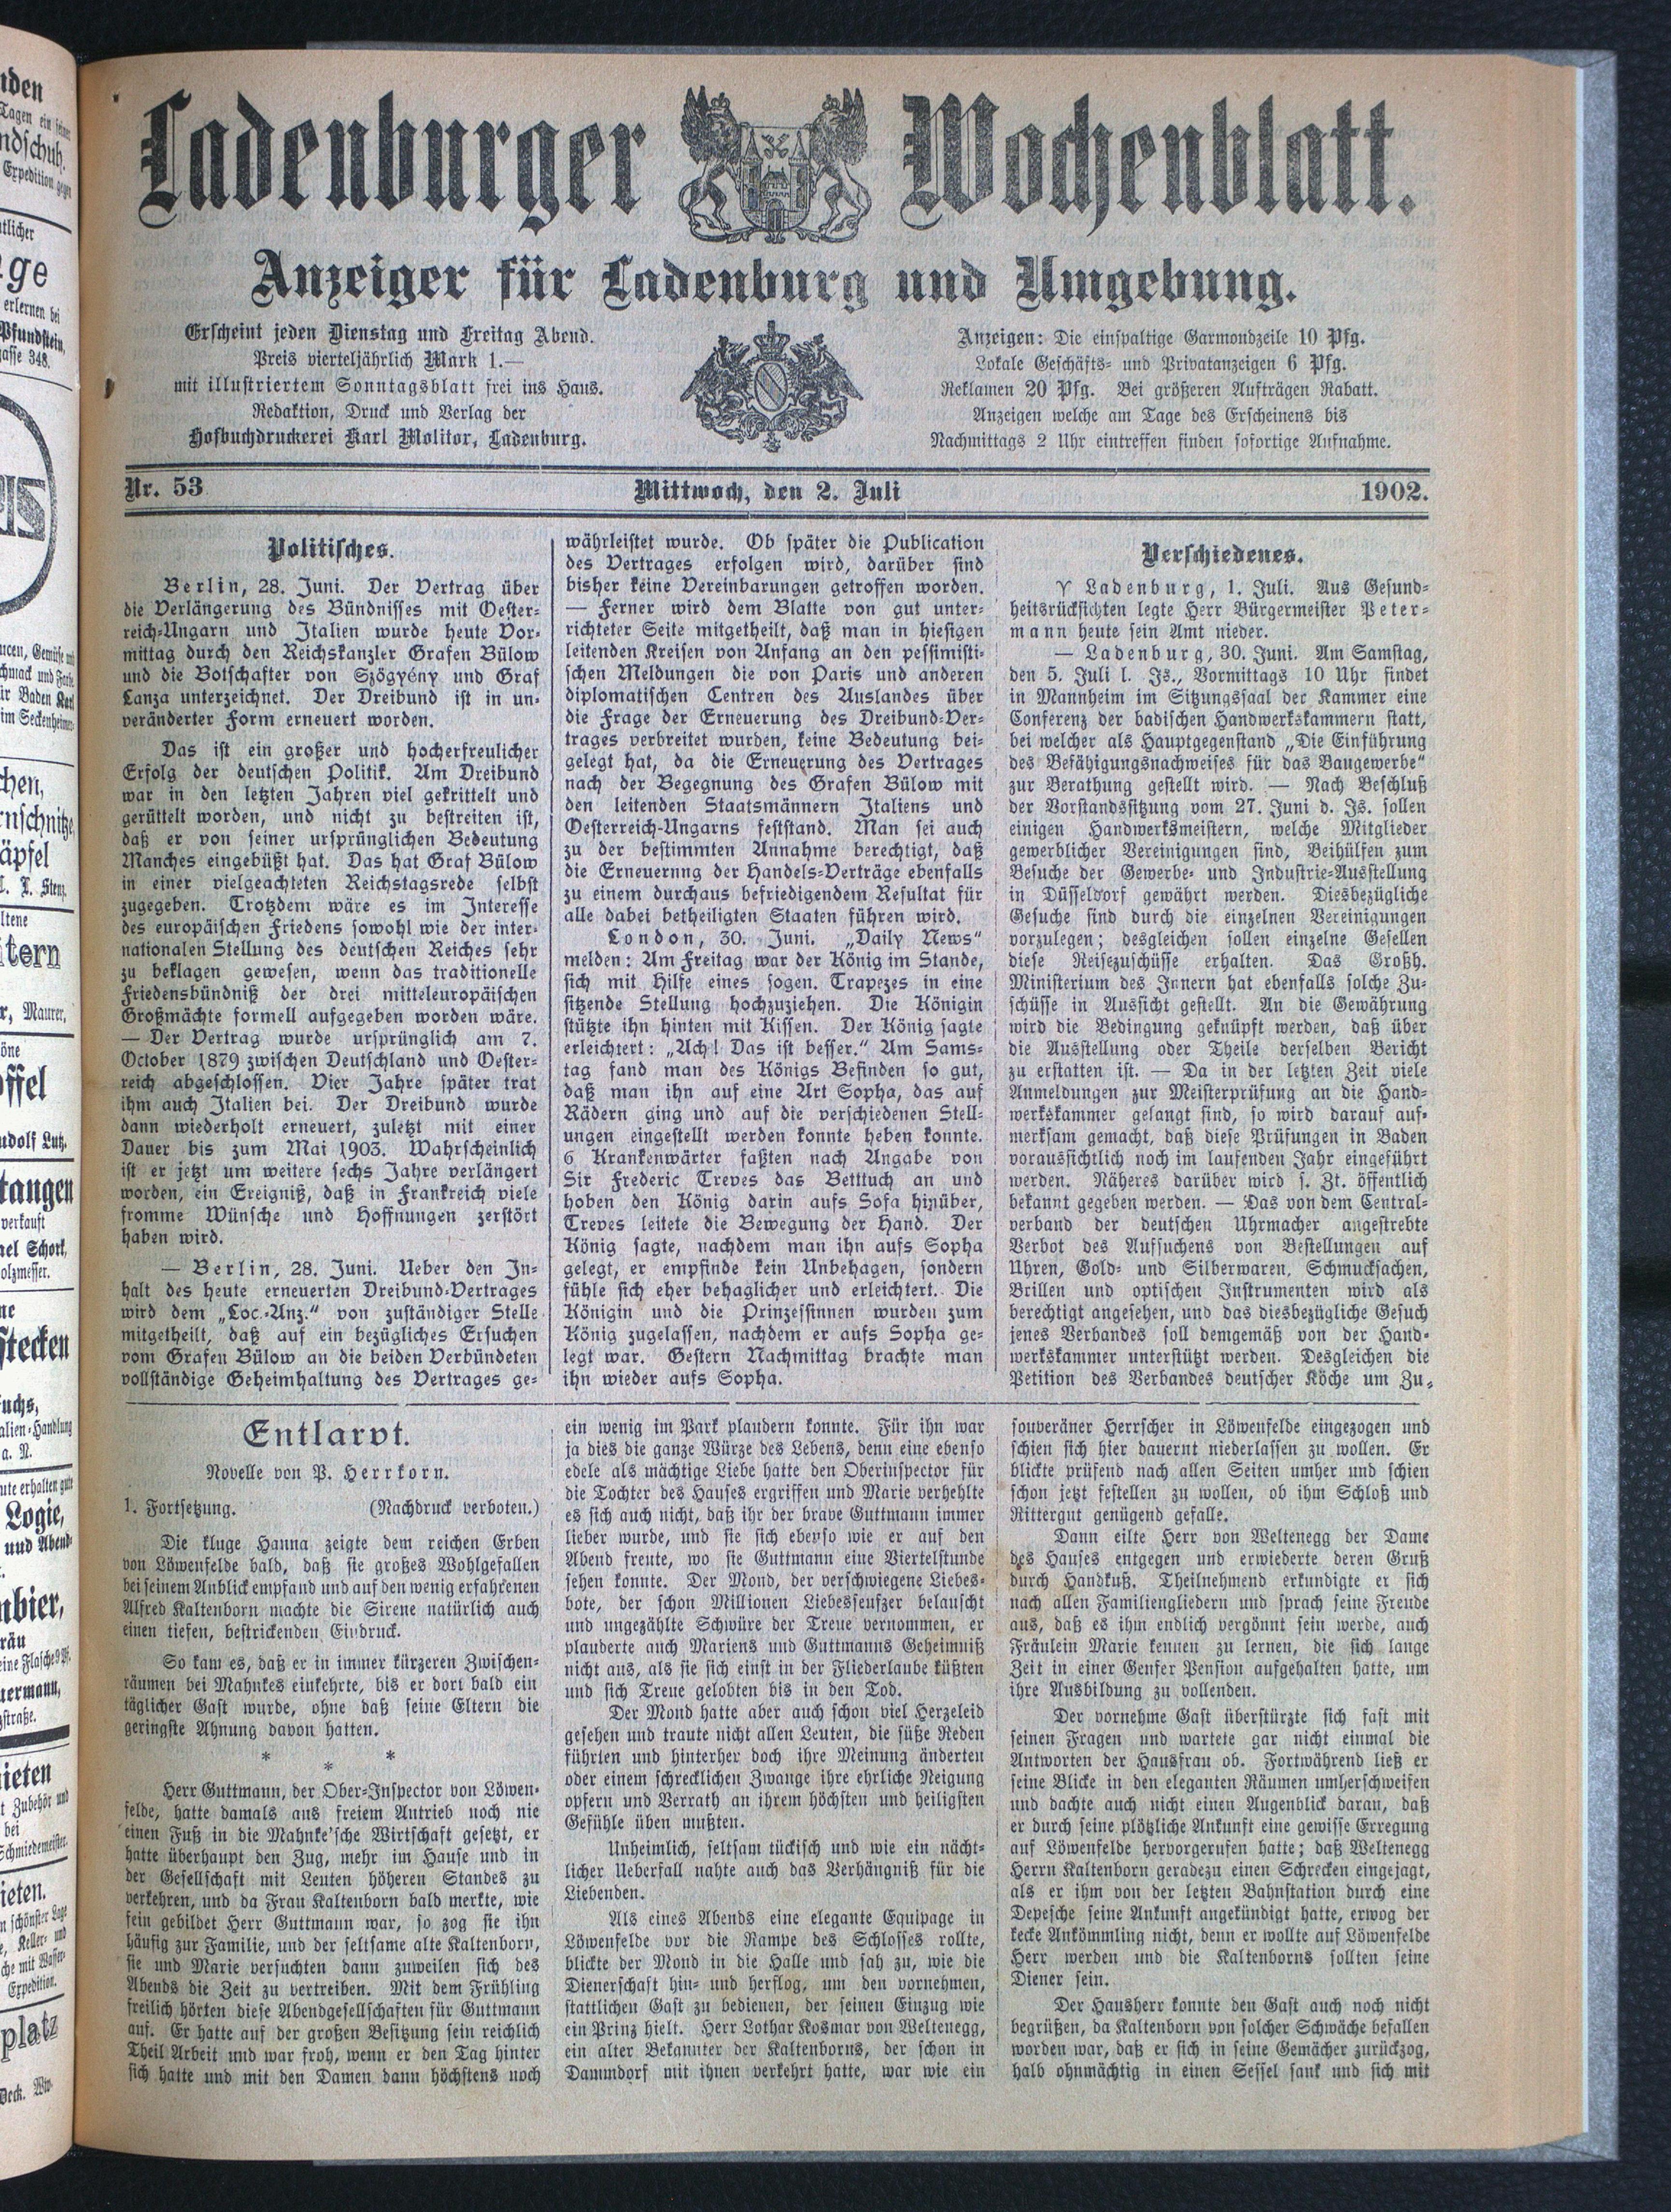 Ladenburger Wochenblatt.
Anzeiger für Ladenburg und Umgebung.
Erscheint jeden Dienstag und Freitag Abend.
Preis vierteljährlich Mark 1.—
mit illustriertem Sonntagsblatt frei ins Haus.
Redaktion, Druck und Verlag der
Hofbuchdruckerei Karl Molitor, Ladenburg.
Anzeigen: Die einspaltige Garmondzeile 10 Pfg.
Lokale Geschäfts- und Privatanzeigen 6 Pfg.
Reklamen 20 Pfg. Bei größeren Aufträgen Rabatt.
Anzeigen welche am Tage des Erscheinens bis
Nachmittags 2 Uhr eintreffen finden sofortige Aufnahme.
Nr. 53
Mittwoch, den 2. Juli
1902.
Politisches.
Berlin, 28. Juni. Der Vertrag über
die Verlängerung des Bündnisses mit Oester-
reich-Ungarn und Italien wurde heute Vor-
mittag durch den Reichskanzler Grafen Bülow
und die Botschafter von Szögyény und Graf
Lanza unterzeichnet. Der Dreibund ist in un-
veränderter Form erneuert worden.
Das ist ein großer und hocherfreulicher
Erfolg der deutschen Politik. Am Dreibund
war in den letzten Jahren viel gekrittelt und
gerüttelt worden, und nicht zu bestreiten ist,
daß er von seiner ursprünglichen Bedeutung
Manches eingebüßt hat. Das hat Graf Bülow
in einer vielgeachteten Reichstagsrede selbst
zugegeben. Trotzdem wäre es im Interesse
des europäischen Friedens sowohl wie der inter-
nationalen Stellung des deutschen Reiches sehr
zu beklagen gewesen, wenn das traditionelle
Friedensbündniß der drei mitteleuropäischen
Großmächte formell aufgegeben worden wäre.
— Der Vertrag wurde ursprünglich am 7.
October 1879 zwischen Deutschland und Oester-
reich abgeschlossen. Vier Jahre später trat
ihm auch Italien bei. Der Dreibund wurde
dann wiederholt erneuert, zuletzt mit einer
Dauer bis zum Mai 1903. Wahrscheinlich
ist er jetzt um weitere sechs Jahre verlängert
worden, ein Ereigniß, daß in Frankreich viele
fromme Wünsche und Hoffnungen zerstört
haben wird.
— Berlin, 28. Juni. Ueber den In-
halt des heute erneuerten Dreibund-Vertrages
wird dem „Loc.-Anz.“ von zuständiger Stelle
mitgetheilt, daß auf ein bezügliches Ersuchen
vom Grafen Bülow an die beiden Verbündeten
vollständige Geheimhaltung des Vertrages ge-
währleistet wurde. Ob später die Publication
des Vertrages erfolgen wird, darüber sind
bisher keine Vereinbarungen getroffen worden.
— Ferner wird dem Blatte von gut unter-
richteter Seite mitgetheilt, daß man in hiesigen
leitenden Kreisen von Anfang an den pessimisti-
schen Meldungen die von Paris und anderen
diplomatischen Centren des Auslandes über
die Frage der Erneuerung des Dreibund-Ver-
trages verbreitet wurden, keine Bedeutung bei-
gelegt hat, da die Erneuerung des Vertrages
nach der Begegnung des Grafen Bülow mit
den leitenden Staatsmännern Italiens und
Oesterreich-Ungarns feststand. Man sei auch
zu der bestimmten Annahme berechtigt, daß
die Erneuernng der Handels-Verträge ebenfalls
zu einem durchaus befriedigendem Resultat für
alle dabei betheiligten Staaten führen wird.
London, 30. Juni. „Daily News“
melden: Am Freitag war der König im Stande,
sich mit Hilfe eines sogen. Trapezes in eine
sitzende Stellung hochzuziehen. Die Königin
stützte ihn hinten mit Kissen. Der König sagte
erleichtert: „Ach! Das ist besser.“ Am Sams-
tag fand man des Königs Befinden so gut,
daß man ihn auf eine Art Sopha, das auf
Rädern ging und auf die verschiedenen Stell-
ungen eingestellt werden konnte heben konnte.
6 Krankenwärter faßten nach Angabe von
Sir Frederic Treves das Betttuch an und
hoben den König darin aufs Sofa hinüber,
Treves leitete die Bewegung der Hand. Der
König sagte, nachdem man ihn aufs Sopha
gelegt, er empfinde kein Unbehagen, sondern
fühle sich eher behaglicher und erleichtert. Die
Königin und die Prinzessinnen wurden zum
König zugelassen, nachdem er aufs Sopha ge-
legt war. Gestern Nachmittag brachte man
ihn wieder aufs Sopha.
Verschiedenes.
Ladenburg, 1. Juli. Aus Gesund-
heitsrücksichten legte Herr Bürgermeister Peter-
mann heute sein Amt nieder.
— Ladenburg, 30. Juni. Am Samstag,
den 5. Juli l. Js., Vormittags 10 Uhr findet
in Mannheim im Sitzungssaal der Kammer eine
Conferenz der badischen Handwerkskammern statt,
bei welcher als Hauptgegenstand „Die Einführung
des Befähigungsnachweises für das Baugewerbe“
zur Berathung gestellt wird. — Nach Beschluß
der Vorstandssitzung vom 27. Juni d. Js. sollen
einigen Handwerksmeistern, welche Mitglieder
gewerblicher Vereinigungen sind, Beihülfen zum
Besuche der Gewerbe- und Industrie-Ausstellung
in Düsseldorf gewährt werden. Diesbezügliche
Gesuche sind durch die einzelnen Vereinigungen
vorzulegen; desgleichen sollen einzelne Gesellen
diese Reisezuschüsse erhalten. Das Großh.
Ministerium des Innern hat ebenfalls solche Zu-
schüsse in Aussicht gestellt. An die Gewährung
wird die Bedingung geknüpft werden, daß über
die Ausstellung oder Theile derselben Bericht
zu erstatten ist. — Da in der letzten Zeit viele
Anmeldungen zur Meisterprüfung an die Hand-
werkskammer gelangt sind, so wird darauf auf-
merksam gemacht, daß diese Prüfungen in Baden
voraussichtlich noch im laufenden Jahr eingeführt
werden. Näheres darüber wird s. Zt. öffentlich
bekannt gegeben werden. — Das von dem Central-
verband der deutschen Uhrmacher angestrebte
Verbot des Aufsuchens von Bestellungen auf
Uhren, Gold- und Silberwaren, Schmucksachen,
Brillen und optischen Instrumenten wird als
berechtigt angesehen, und das diesbezügliche Gesuch
jenes Verbandes soll demgemäß von der Hand-
werkskammer unterstützt werden. Desgleichen die
Petition des Verbandes deutscher Köche um Zu-
Entlarvt.
Novelle von P. Herrkorn.
1. Fortsetzung. (Nachdruck verboten.)
Die kluge Hanna zeigte dem reichen Erben
von Löwenfelde bald, daß sie großes Wohlgefallen
bei seinem Anblick empfand und auf den wenig erfahrenen
Alfred Kaltenborn machte die Sirene natürlich auch
einen tiefen, bestrickenden Eindruck.
So kam es, daß er in immer kürzeren Zwischen-
räumen bei Mahnkes einkehrte, bis er dort bald ein
täglicher Gast wurde, ohne daß seine Eltern die
geringste Ahnung davon hatten.
* * *
Herr Guttmann, der Ober-Inspector von Löwen-
felde, hatte damals aus freiem Antrieb noch nie
einen Fuß in die Mahnke'sche Wirtschaft gesetzt, er
hatte überhaupt den Zug, mehr im Hause und in
der Gesellschaft mit Leuten höheren Standes zu
verkehren, und da Frau Kaltenborn bald merkte, wie
fein gebildet Herr Guttmann war, so zog sie ihn
häufig zur Familie, und der seltsame alte Kaltenborn,
sie und Marie versuchten dann zuweilen sich des
Abends die Zeit zu vertreiben. Mit dem Frühling
freilich hörten diese Abendgesellschaften für Guttmann
auf. Er hatte auf der großen Besitzung sein reichlich
Theil Arbeit und war froh, wenn er den Tag hinter
sich hatte und mit den Damen dann höchstens noch
ein wenig im Park plaudern konnte. Für ihn war
ja dies die ganze Würze des Lebens, denn eine ebenso
edele als mächtige Liebe hatte den Oberinspector für
die Tochter des Hauses ergriffen und Marie verhehlte
es sich auch nicht, daß ihr der brave Guttmann immer
lieber wurde, und sie sich ebenso wie er auf den
Abend freute, wo sie Guttmann eine Viertelstunde
sehen konnte. Der Mond, der verschwiegene Liebes-
bote, der schon Millionen Liebesseufzer belauscht
und ungezählte Schwüre der Treue vernommen, er
plauderte auch Mariens und Guttmanns Geheimniß
nicht aus, als sie sich einst in der Fliederlaube küßten
und sich Treue gelobten bis in den Tod.
Der Mond hatte aber auch schon viel Herzeleid
gesehen und traute nicht allen Leuten, die süße Reden
führten und hinterher doch ihre Meinung änderten
oder einem schrecklichen Zwange ihre ehrliche Neigung
opfern und Verrath an ihrem höchsten und heiligsten
Gefühle üben mußten.
Unheimlich, seltsam tückisch und wie ein nächt-
licher Ueberfall nahte auch das Verhängniß für die
Liebenden.
Als eines Abends eine elegante Equipage in
Löwenfelde vor die Rampe des Schlosses rollte,
blickte der Mond in die Halle und sah zu, wie die
Dienerschaft hin- und herflog, um den vornehmen,
stattlichen Gast zu bedienen, der seinen Einzug wie
ein Prinz hielt. Herr Lothar Kosmar von Weltenegg,
ein alter Bekannter der Kaltenborns, der schon in
Dammdorf mit ihnen verkehrt hatte, war wie ein
souveräner Herrscher in Löwenfelde eingezogen und
schien sich hier dauernt niederlassen zu wollen. Er
blickte prüfend nach allen Seiten umher und schien
schon jetzt festellen zu wollen, ob ihm Schloß und
Rittergut genügend gefalle.
Dann eilte Herr von Weltenegg der Dame
des Hauses entgegen und erwiederte deren Gruß
durch Handkuß. Theilnehmend erkundigte er sich
nach allen Familiengliedern und sprach seine Freude
aus, daß es ihm endlich vergönnt sein werde, auch
Fräulein Marie kennen zu lernen, die sich lange
Zeit in einer Genfer Pension aufgehalten hatte, um
ihre Ausbildung zu vollenden.
Der vornehme Gast überstürzte sich fast mit
seinen Fragen und wartete gar nicht einmal die
Antworten der Hausfrau ob. Fortwährend ließ er
seine Blicke in den eleganten Räumen umherschweifen
und dachte auch nicht einen Augenblick daran, daß
er durch seine plötzliche Ankunft eine gewisse Erregung
auf Löwenfelde hervorgerufen hatte; daß Weltenegg
Herrn Kaltenborn geradezu einen Schrecken eingejagt,
als er ihm von der letzten Bahnstation durch eine
Depesche seine Ankunft angekündigt hatte, erwog der
kecke Ankömmling nicht, denn er wollte auf Löwenfelde
Herr werden und die Kaltenborns sollten seine
Diener sein.
Der Hausherr konnte den Gast auch noch nicht
begrüßen, da Kaltenborn von solcher Schwäche befallen
worden war, daß er sich in seine Gemächer zurückzog,
halb ohnmächtig in einen Sessel sank und sich mit